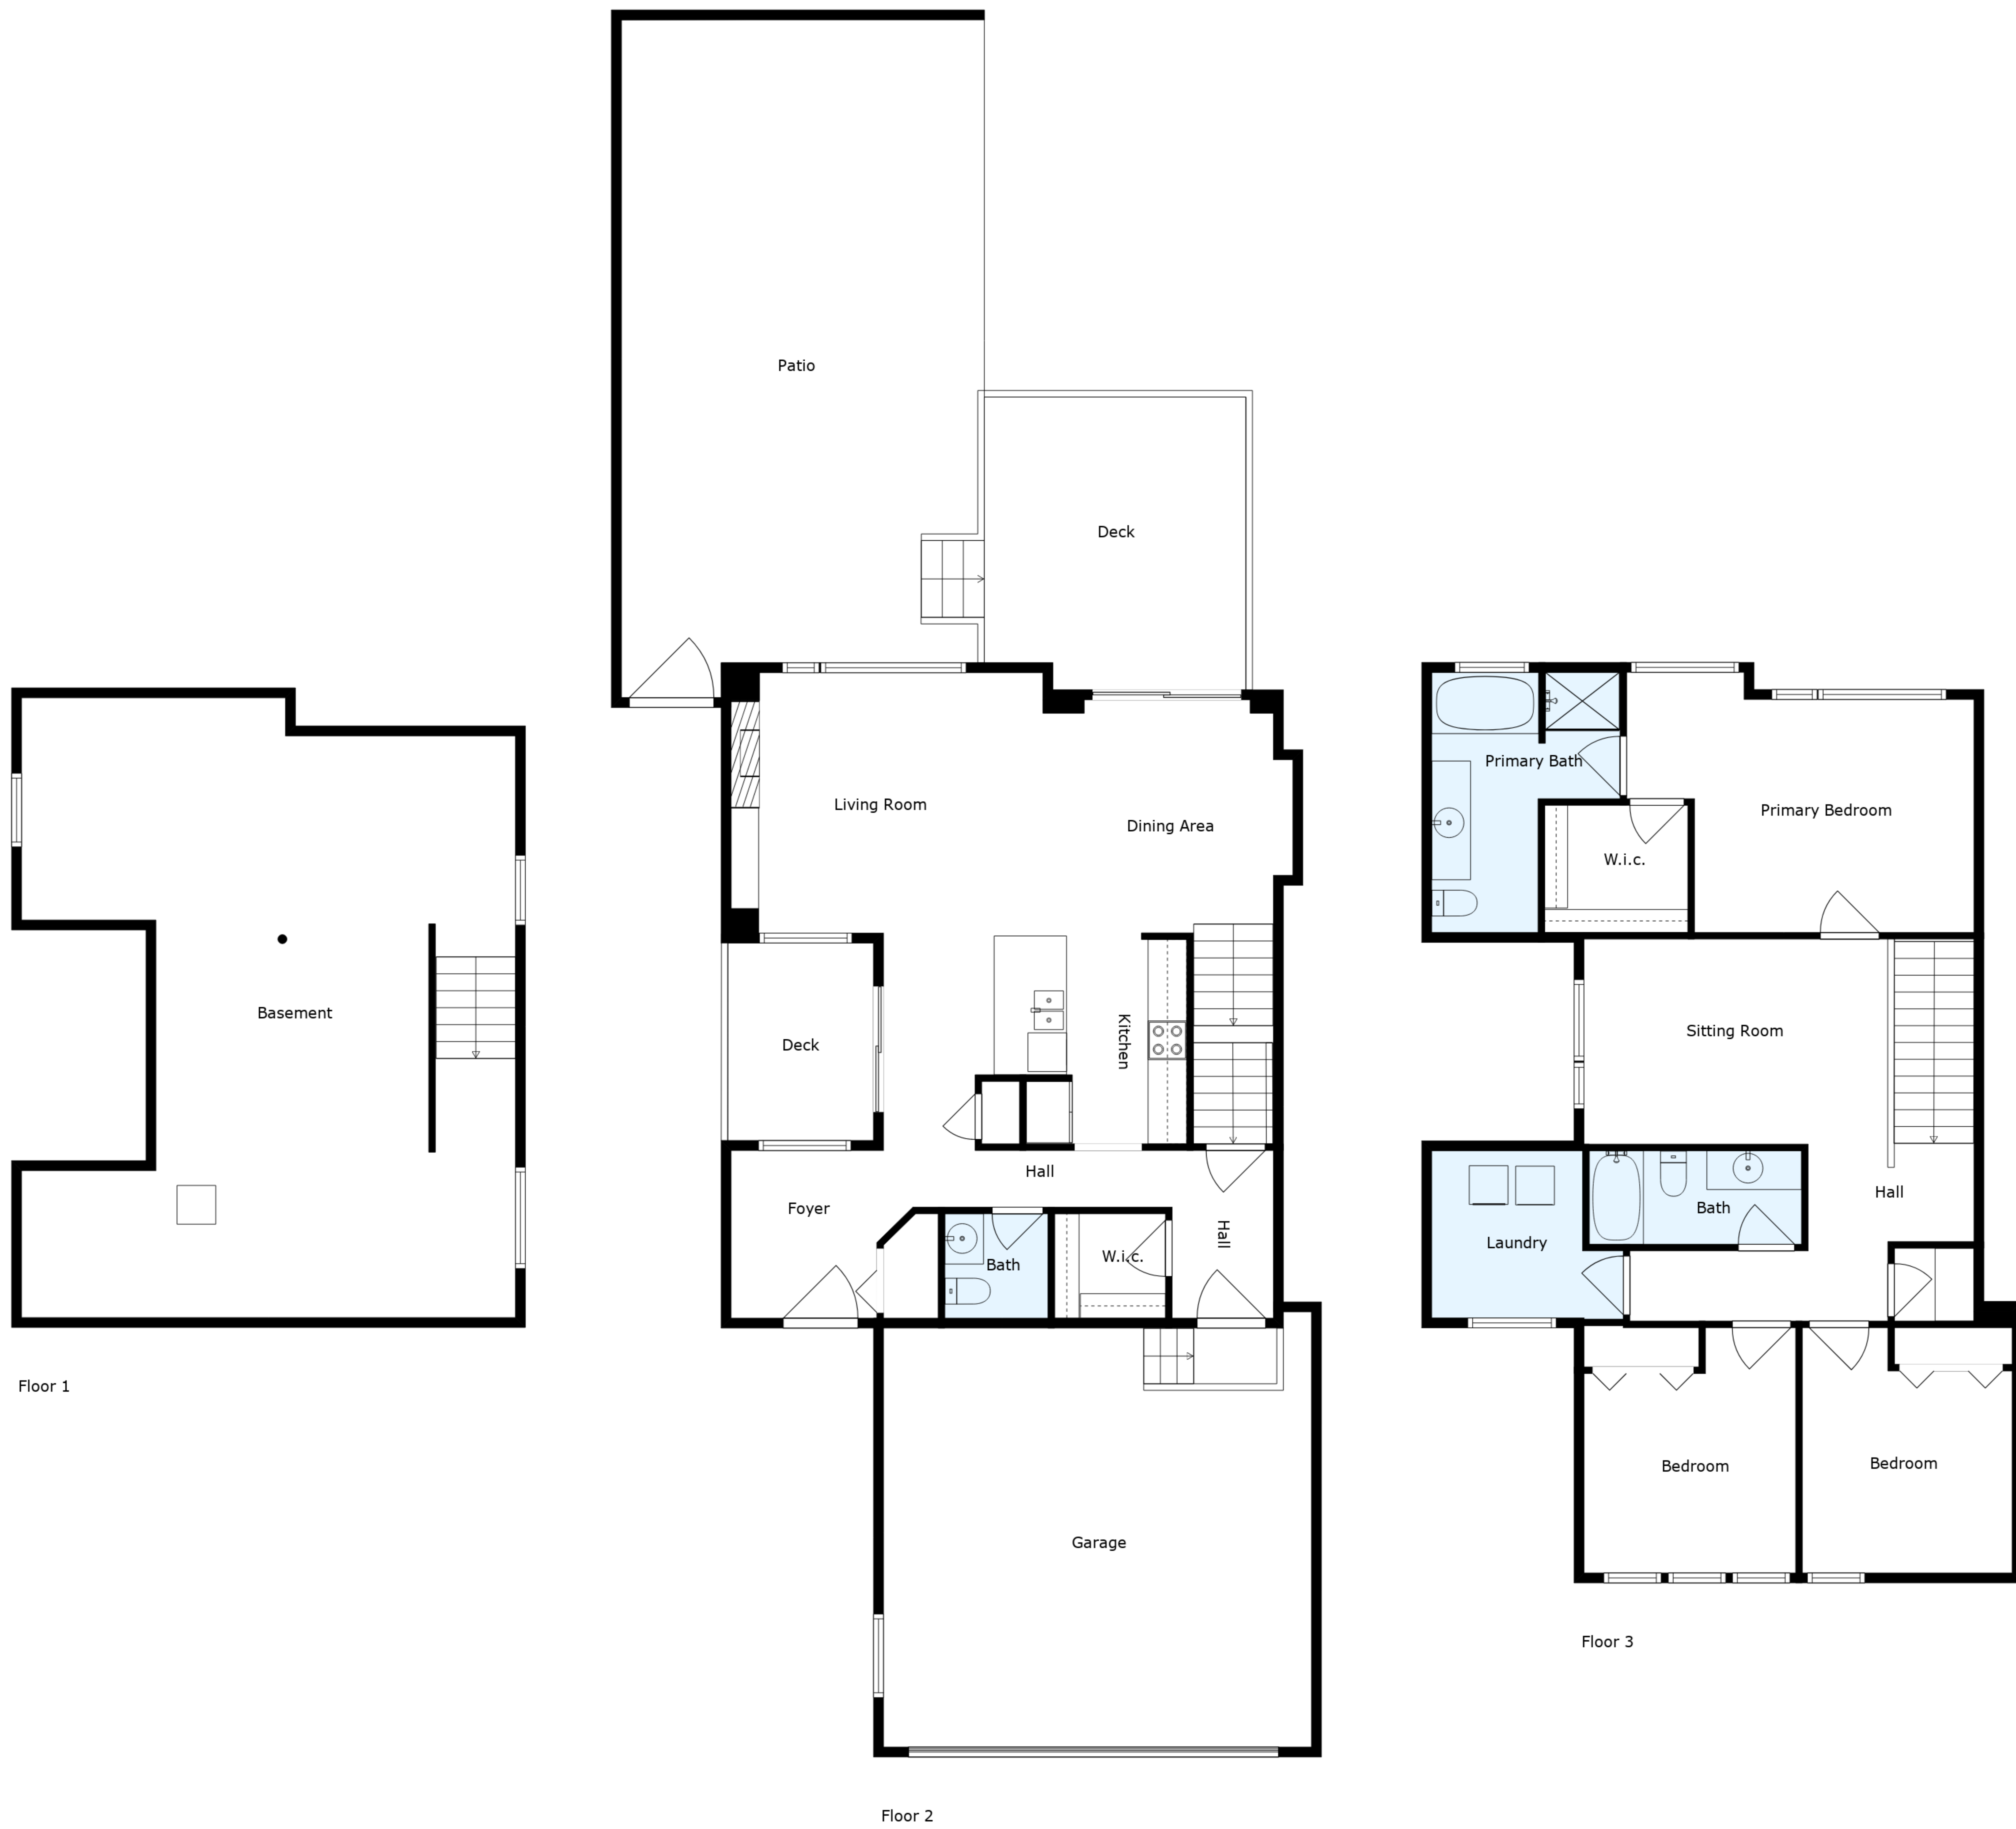 Basement
Floor 1
Patio
Deck
Living Room
Dining Area
Deck
Kitchen
Hall
Foyer
Hall
Bath
W.i.c.
Garage
Floor 2
Primary Bath
Primary Bedroom
W.i.c.
Sitting Room
Hall
Bath
Laundry
Bedroom
Bedroom
Floor 3